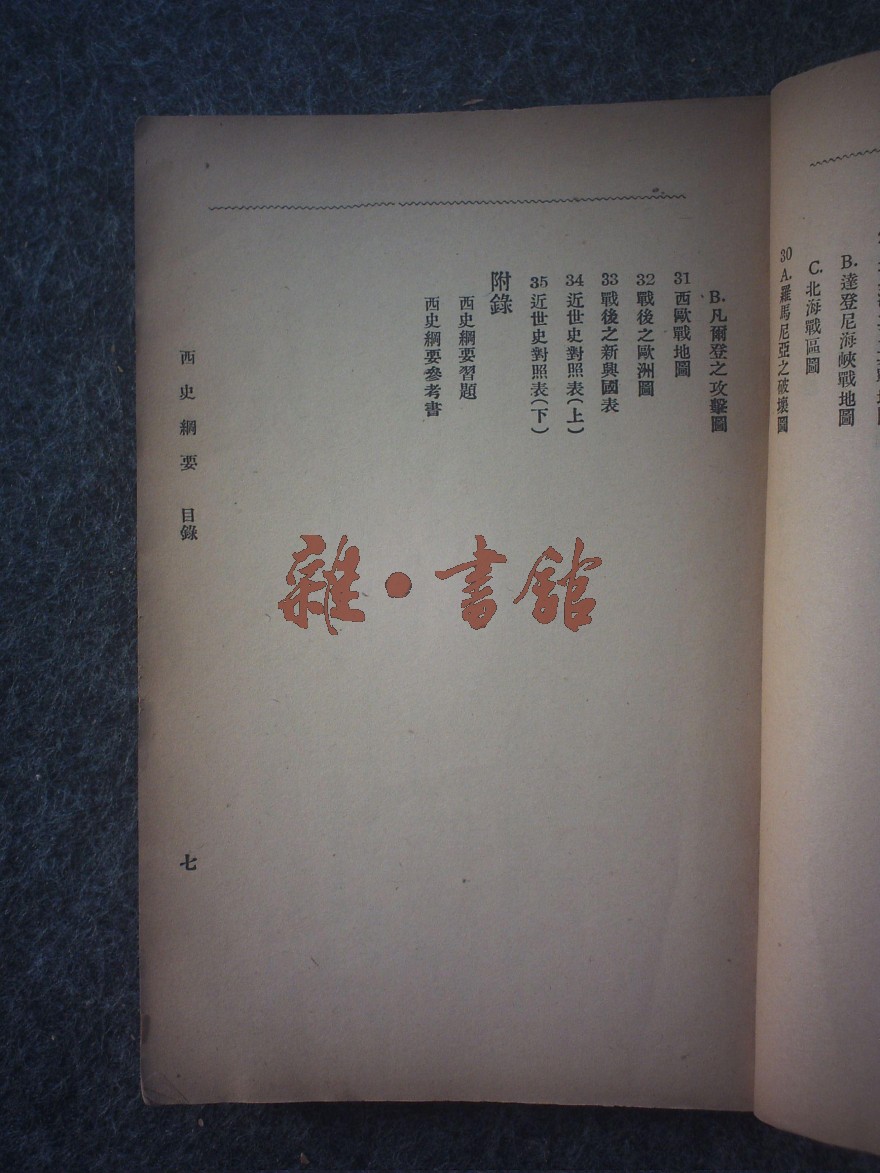 B.達登尼海峽戰地圖
C.北海戰區圖
30 A.羅馬尼亞之破壞圖
B.凡爾登之攻擊圖
31 西歐戰地圖
32 戰後之歐洲圖
33 戰後之新興國表
34 近世史對照表(上)
35 近世史對照表(下)
附錄
西史綱要習題
西史綱要參考書
西史綱要 目錄
七
雜·書館